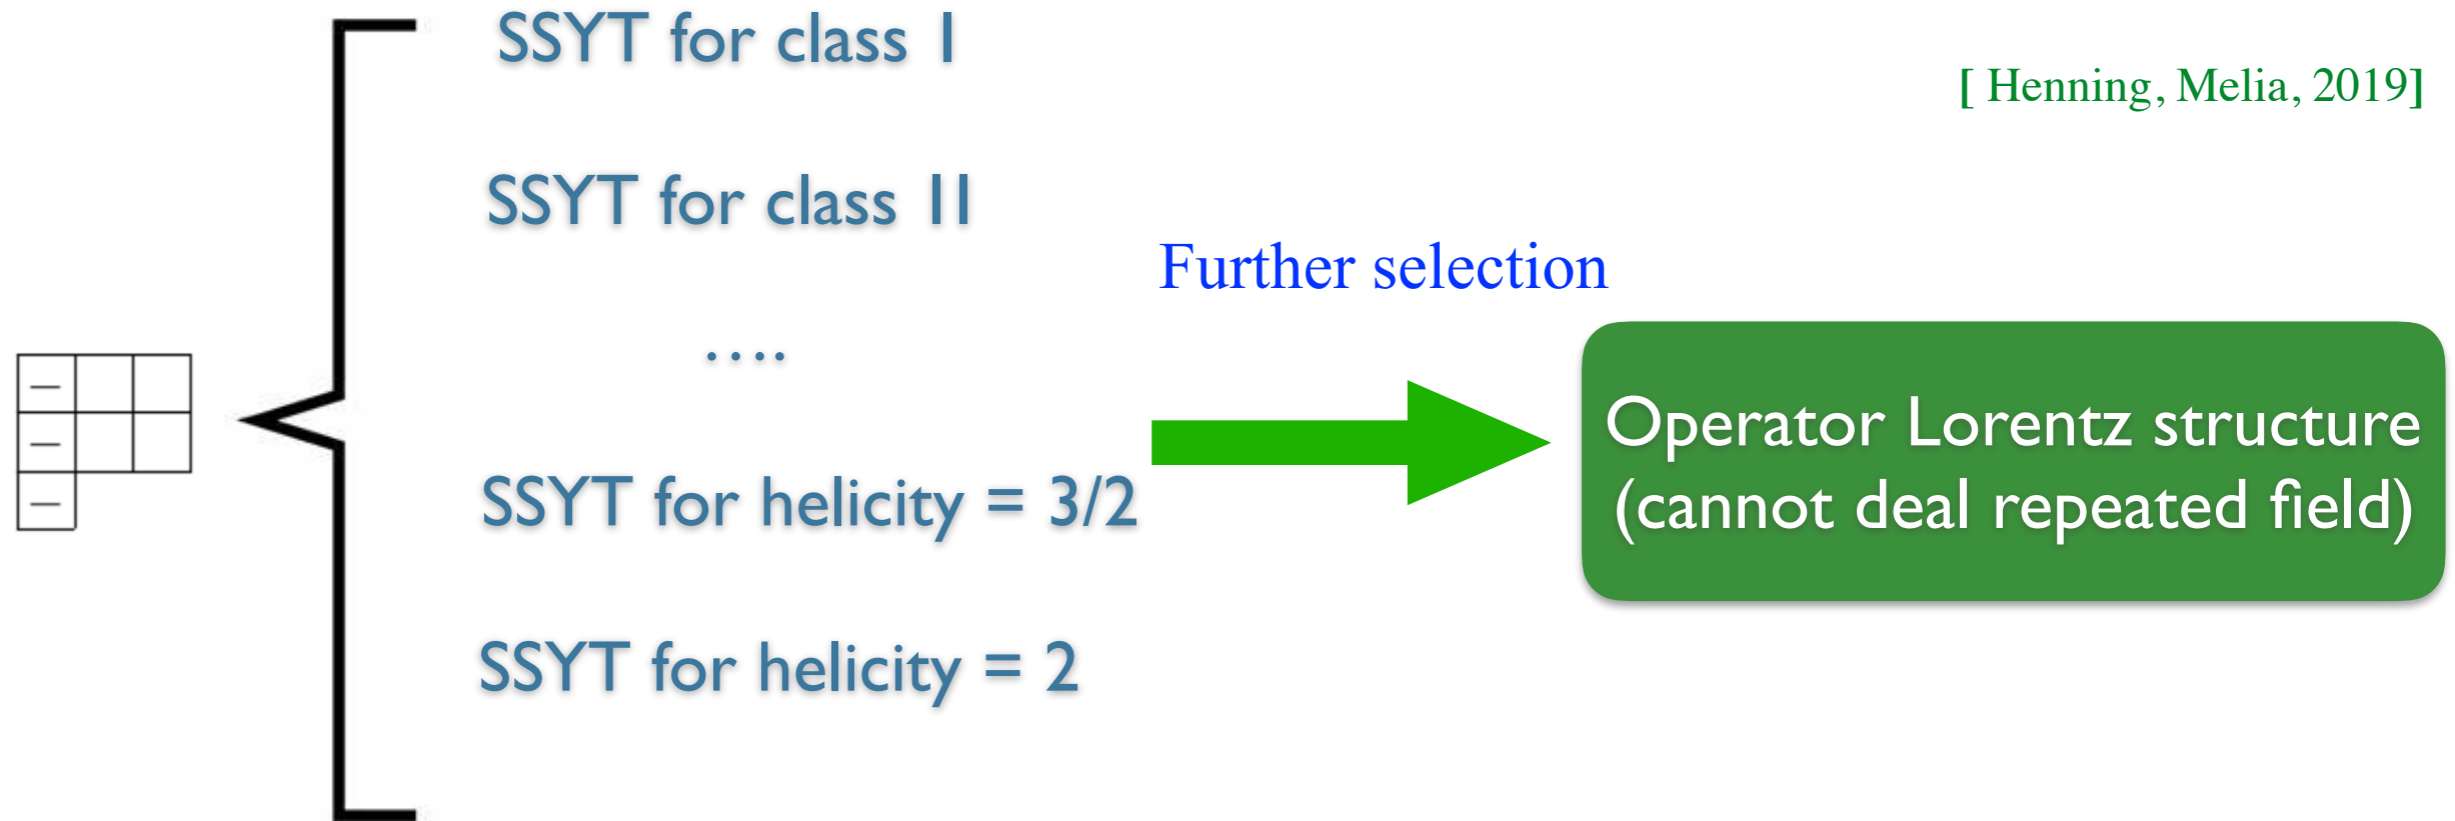 SSYT for class I
[ Henning, Melia, 2019]
SSYT for class II
Further selection
....
Operator Lorentz structure
(cannot deal repeated field)
SSYT for helicity = 3/2
SSYT for helicity = 2